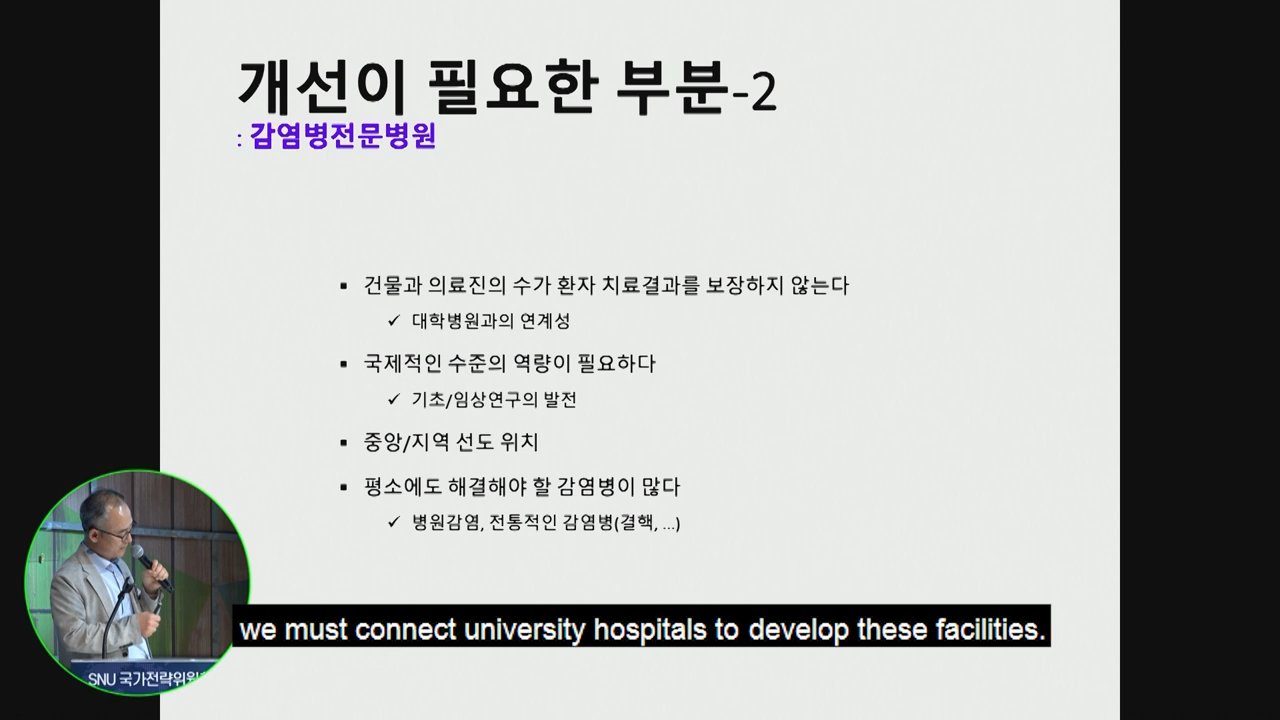 개선이 필요한 부분-2
: 감염병전문병원
▪ 건물과 의료진의 수가 환자 치료결과를 보장하지 않는다
✓ 대학병원과의 연계성
▪ 국제적인 수준의 역량이 필요하다
✓ 기초/임상연구의 발전
▪ 중앙/지역 선도 위치
▪ 평소에도 해결해야 할 감염병이 많다
✓ 병원감염, 전통적인 감염병(결핵, ...)
we must connect university hospitals to develop these facilities.
SNU 국가전략위원회